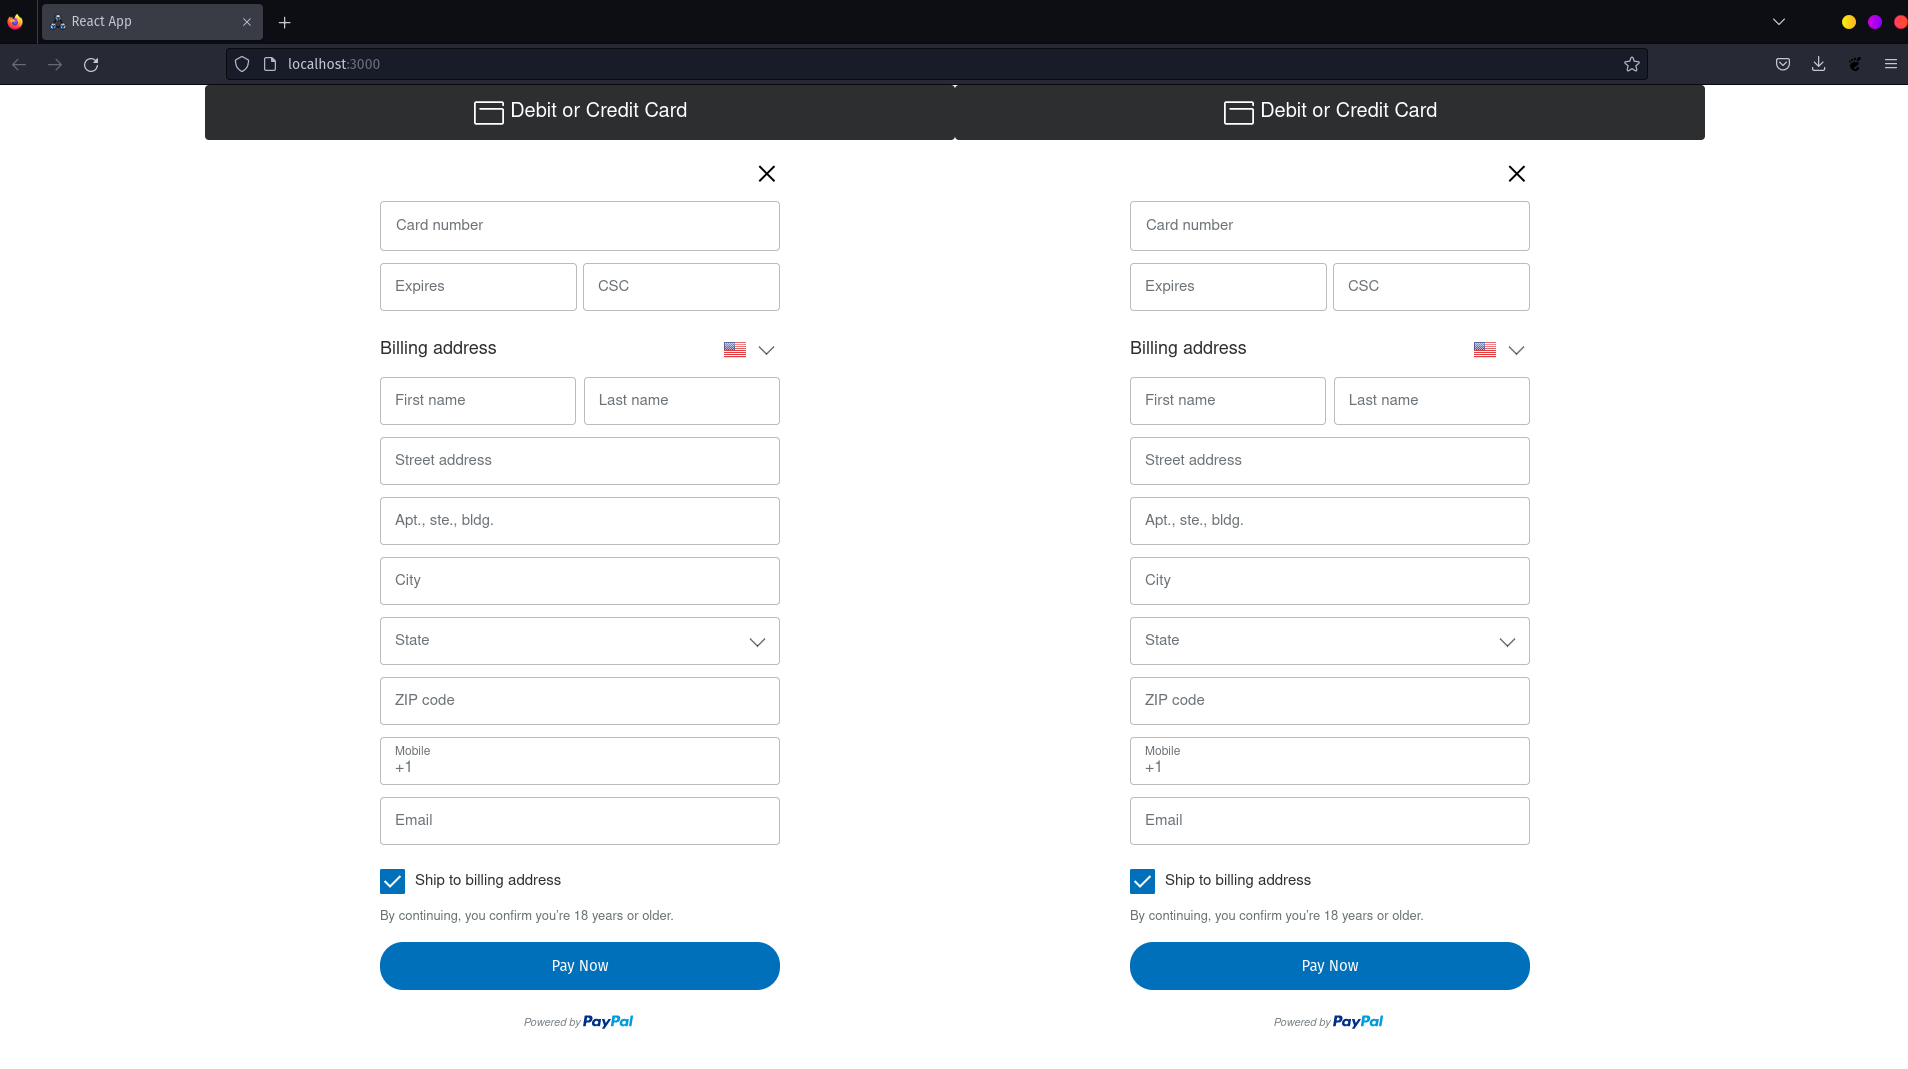 React App
localhost:3000
Debit or Credit Card
Card number
Expires CSC
Billing address
First name Last name
Street address
Apt., ste., bldg.
City
State
ZIP code
Mobile
+1
Email
Ship to billing address
By continuing, you confirm you're 18 years or older.
Pay Now
Powered by PayPal
Debit or Credit Card
Card number
Expires CSC
Billing address
First name Last name
Street address
Apt., ste., bldg.
City
State
ZIP code
Mobile
+1
Email
Ship to billing address
By continuing, you confirm you're 18 years or older.
Pay Now
Powered by PayPal